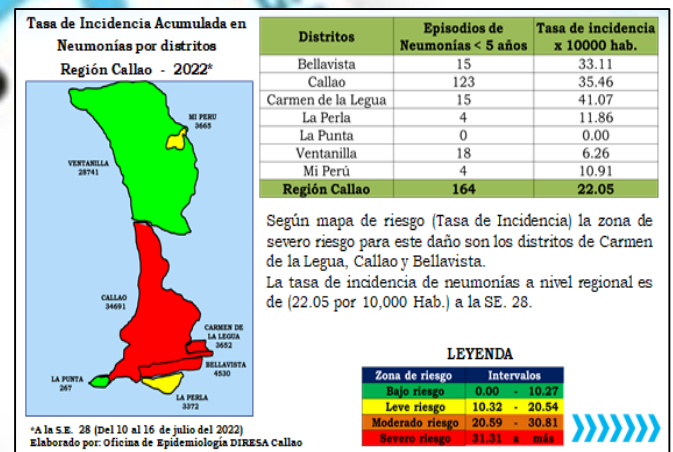 Tasa de Incidencia Acumulada en
Neumonías por distritos
Región Callao - 2022*
MI PERU
3665
VENTANILLA
28741
CALLAO
34691
CARMEN DE
LA LEGUA
3652
BELLAVISTA
4530
LA PUNTA
267
LA PERLA
3372
*A la S.E. 28 (Del 10 al 16 de julio del 2022)
Elaborado por: Oficina de Epidemiología DIRESA Callao
Distritos Episodios de Neumonías < 5 años Tasa de incidencia x 10000 hab.
Bellavista 15 33.11
Callao 123 35.46
Carmen de la Legua 15 41.07
La Perla 4 11.86
La Punta 0 0.00
Ventanilla 18 6.26
Mi Perú 4 10.91
Región Callao 164 22.05
Según mapa de riesgo (Tasa de Incidencia) la zona de
severo riesgo para este daño son los distritos de Carmen
de la Legua, Callao y Bellavista.
La tasa de incidencia de neumonías a nivel regional es
de (22.05 por 10,000 Hab.) a la SE. 28.
LEYENDA
Zona de riesgo Intervalos
Bajo riesgo 0.00 - 10.27
Leve riesgo 10.32 - 20.54
Moderado riesgo 20.59 - 30.81
Severo riesgo 31.31 a más